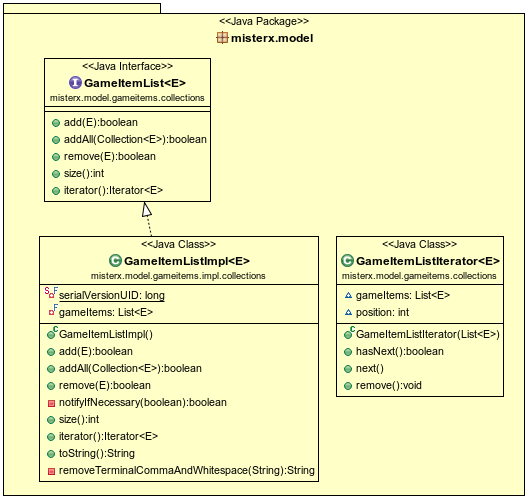 <<Java Package>>
misterx.model
<<Java Interface>>
GameItemList<E>
misterx.model.gameitems.collections
add(E):boolean
addAll(Collection<E>):boolean
remove(E):boolean
size():int
iterator():Iterator<E>
<<Java Class>>
GameItemListImpl<E>
misterx.model.gameitems.impl.collections
serialVersionUID: long
gameItems: List<E>
GameItemListImpl()
add(E):boolean
addAll(Collection<E>):boolean
remove(E):boolean
notifyIfNecessary(boolean):boolean
size():int
iterator():Iterator<E>
toString():String
removeTerminalCommaAndWhitespace(String):String
<<Java Class>>
GameItemListIterator<E>
misterx.model.gameitems.collections
gameItems: List<E>
position: int
GameItemListIterator(List<E>)
hasNext():boolean
next()
remove():void